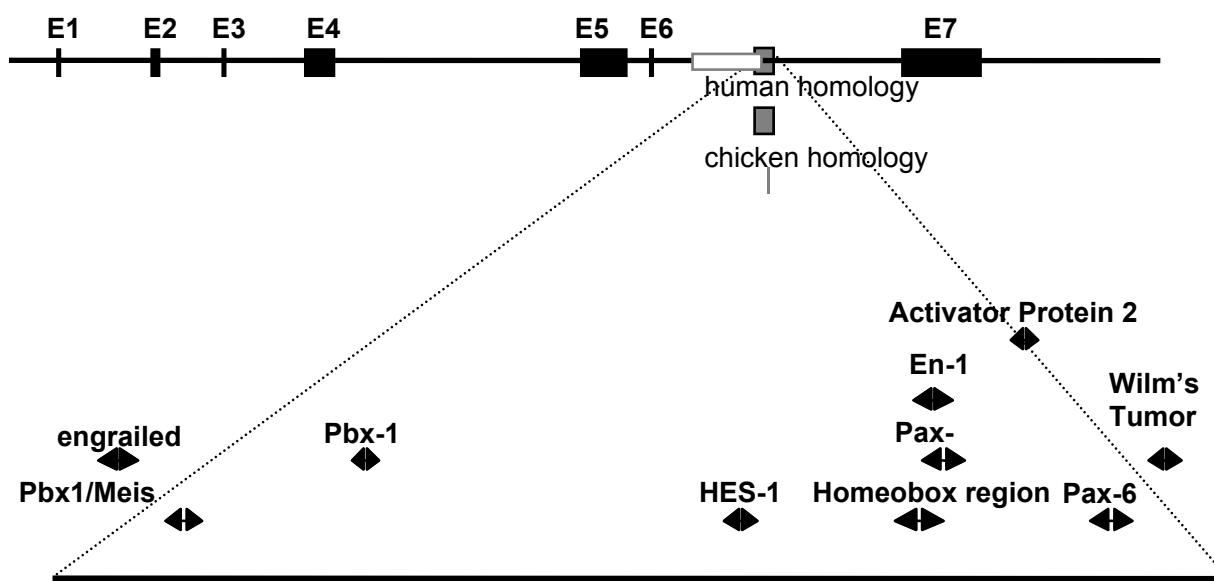 E1 E2 E3 E4 E5 E6 E7
human homology
chicken homology
Activator Protein 2
En-1
Wilm's
Tumor
engrailed Pbx-1 Pax-
Pbx1/Meis HES-1 Homeobox region Pax-6